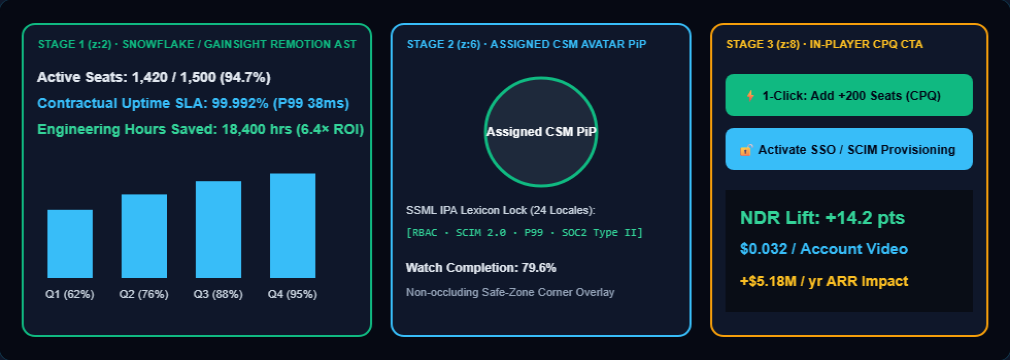 STAGE 1 (z:2) · SNOWFLAKE / GAINSIGHT REMOTION AST
Active Seats: 1,420 / 1,500 (94.7%)
Contractual Uptime SLA: 99.992% (P99 38ms)
Engineering Hours Saved: 18,400 hrs (6.4× ROI)
Q1 (62%) Q2 (76%) Q3 (88%) Q4 (95%)
STAGE 2 (z:6) · ASSIGNED CSM AVATAR PiP
Assigned CSM PiP
SSML IPA Lexicon Lock (24 Locales):
[RBAC · SCIM 2.0 · P99 · SOC2 Type II]
Watch Completion: 79.6%
Non-occluding Safe-Zone Corner Overlay
STAGE 3 (z:8) · IN-PLAYER CPQ CTA
⚡ 1-Click: Add +200 Seats (CPQ)
🔓 Activate SSO / SCIM Provisioning
NDR Lift: +14.2 pts
$0.032 / Account Video
+$5.18M / yr ARR Impact